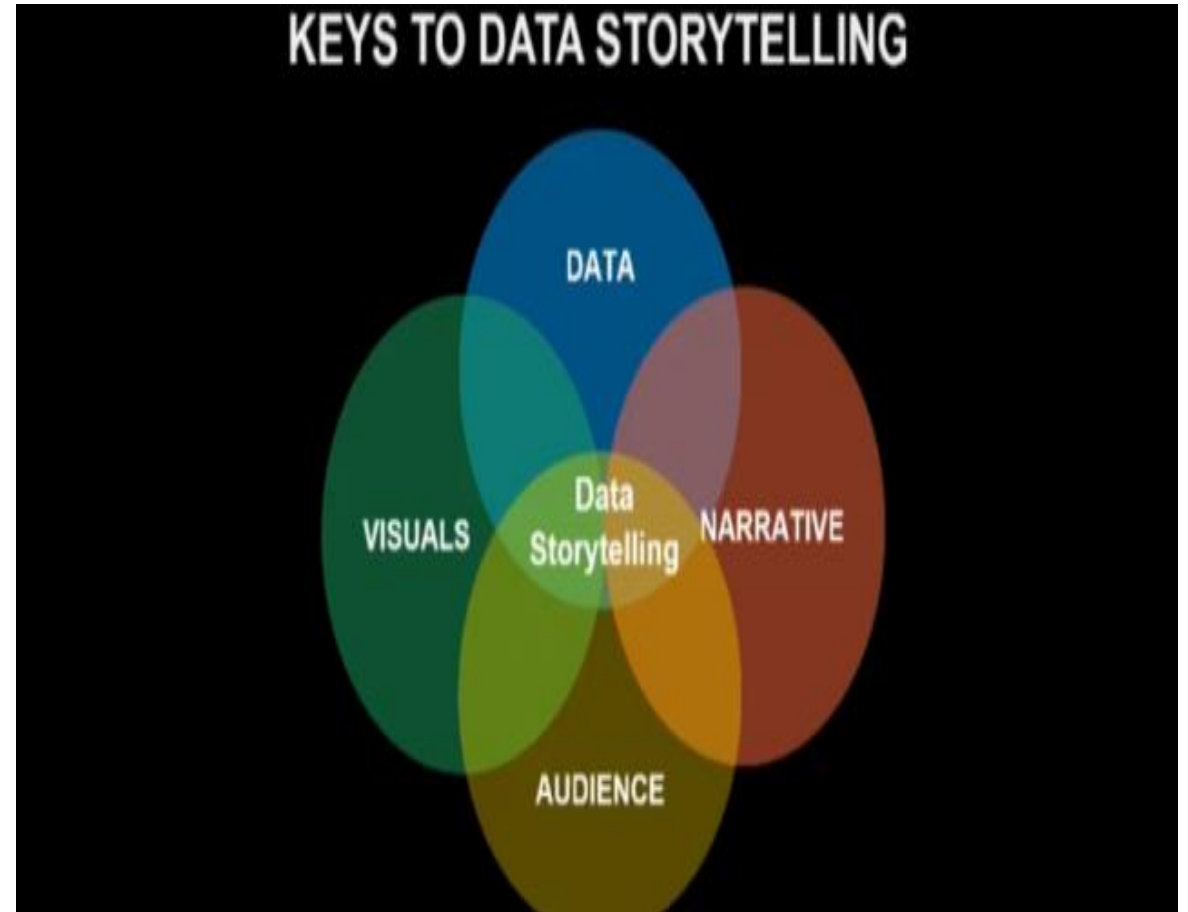 KEYS TO DATA STORYTELLING
DATA
VISUALS
Data
Storytelling
NARRATIVE
AUDIENCE